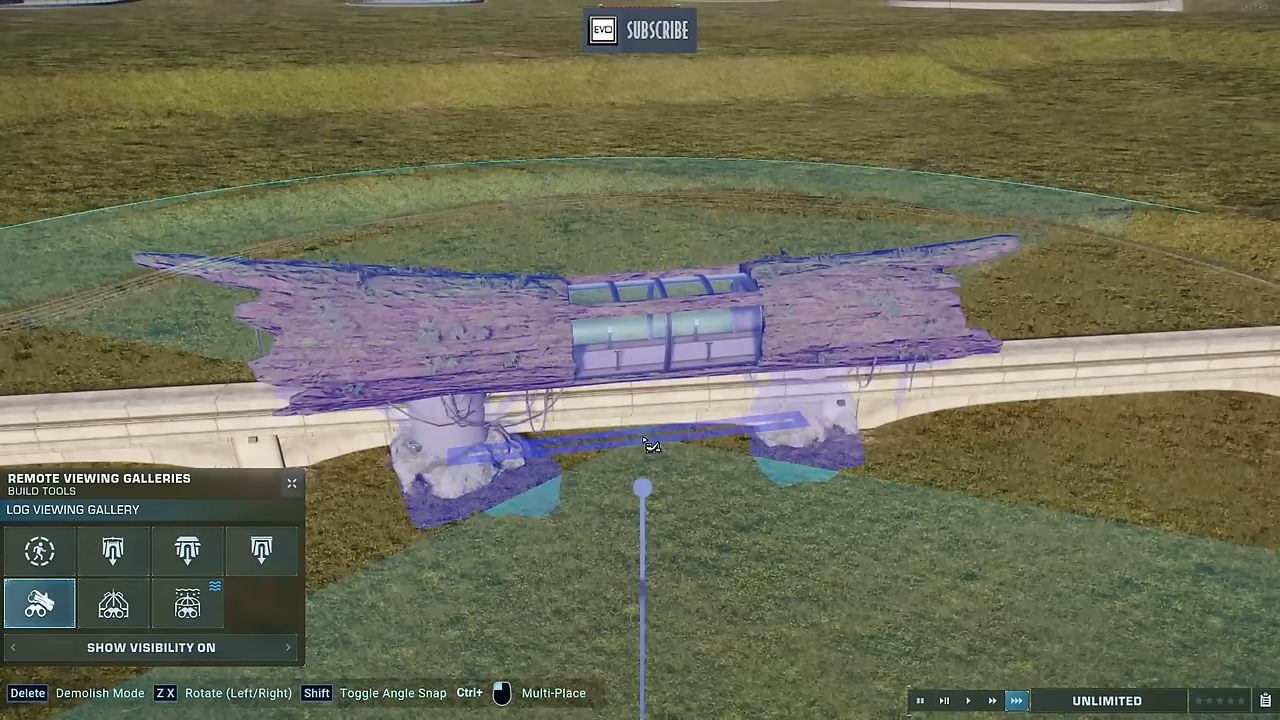 EVO SUBSCRIBE
REMOTE VIEWING GALLERIES
BUILD TOOLS
LOG VIEWING GALLERY
SHOW VISIBILITY ON
Delete Demolish Mode Z X Rotate (Left/Right) Shift Toggle Angle Snap Ctrl+ Multi-Place
UNLIMITED